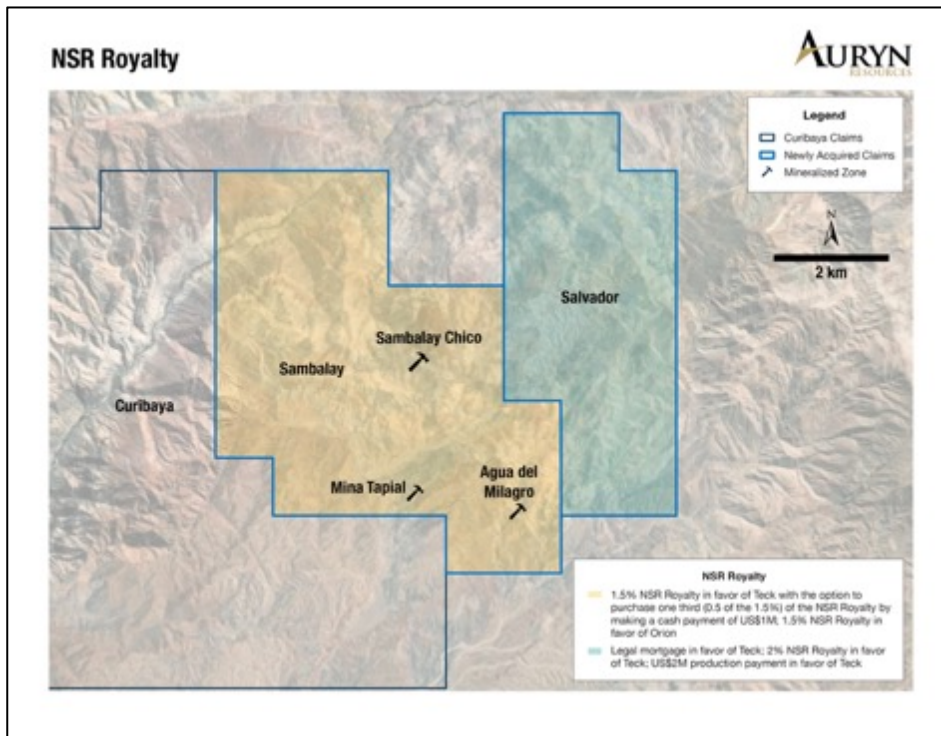 NSR Royalty
AURYN
RESOURCES
Legend
Curibaya Claims
Newly Acquired Claims
Mineralized Zone
N
2 km
Salvador
Sambalay Chico
Sambalay
Curibaya
Mina Tapial
Agua del
Milagro
NSR Royalty
1.5% NSR Royalty in favor of Teck with the option to
purchase one third (0.5 of the 1.5%) of the NSR Royalty by
making a cash payment of US$1M; 1.5% NSR Royalty in
favor of Orion
Legal mortgage in favor of Teck; 2% NSR Royalty in favor
of Teck; US$2M production payment in favor of Teck